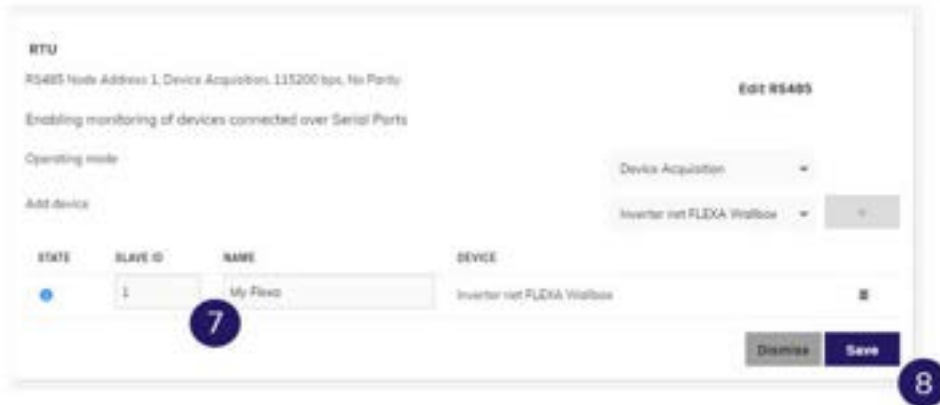 RTU
RS485 Node Address 1, Device Acquisition, 115200 bps, No Parity
Edit RS485
Enabling monitoring of devices connected over Serial Ports
Operating mode
Device Acquisition
Add device
Inverter net FLEXA Wallbox
STATE SLAVE ID NAME DEVICE
1 My Flexa Inverter net FLEXA Wallbox
7
Dismiss Save
8